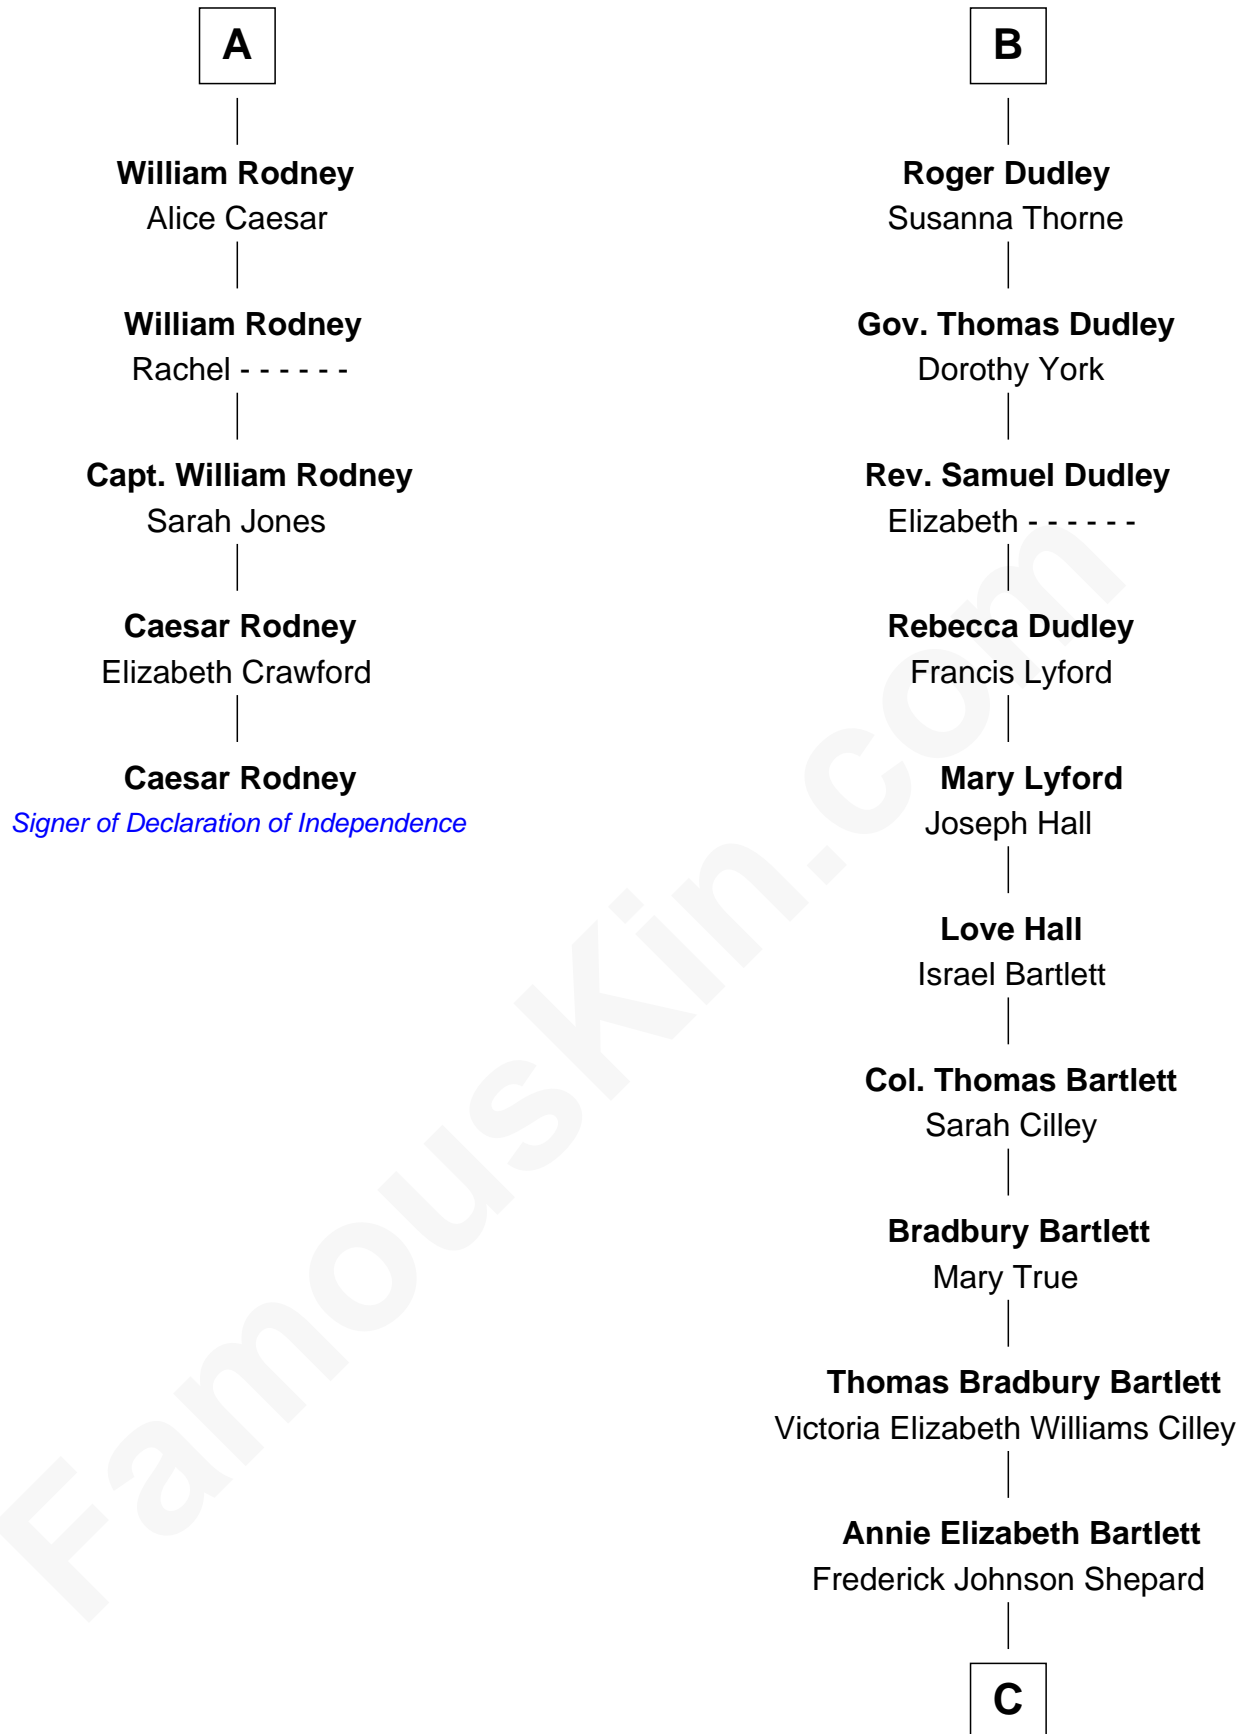 A
William Rodney
Alice Caesar
William Rodney
Rachel - - - - - -
Capt. William Rodney
Sarah Jones
Caesar Rodney
Elizabeth Crawford
Caesar Rodney
Signer of Declaration of Independence
B
Roger Dudley
Susanna Thorne
Gov. Thomas Dudley
Dorothy York
Rev. Samuel Dudley
Elizabeth - - - - - -
Rebecca Dudley
Francis Lyford
Mary Lyford
Joseph Hall
Love Hall
Israel Bartlett
Col. Thomas Bartlett
Sarah Cilley
Bradbury Bartlett
Mary True
Thomas Bradbury Bartlett
Victoria Elizabeth Williams Cilley
Annie Elizabeth Bartlett
Frederick Johnson Shepard
C
FamousKin.com